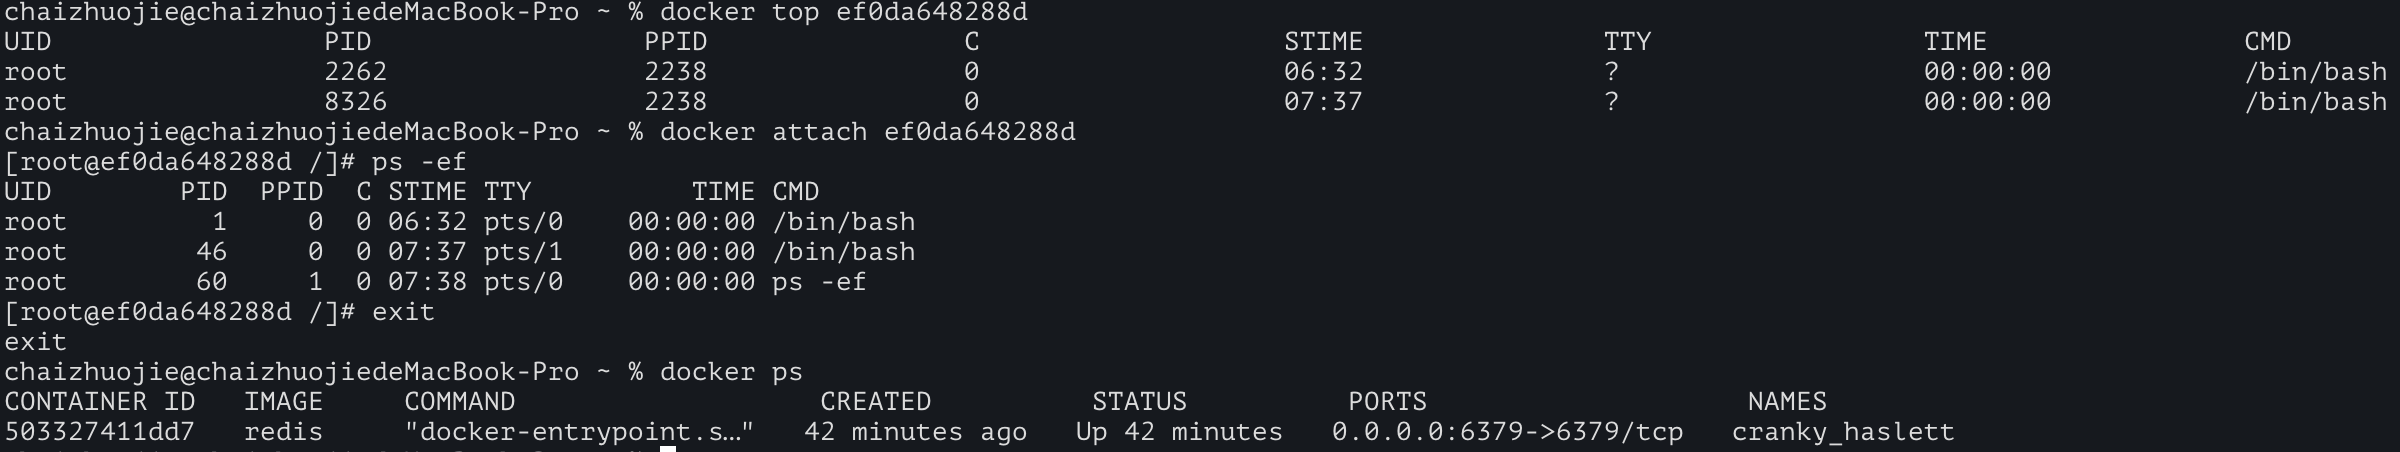 chaizhuojie@chaizhuojiedeMacBook-Pro ~ % docker top ef0da648288d
UID PID PPID C STIME TTY TIME CMD
root 2262 2238 0 06:32 ? 00:00:00 /bin/bash
root 8326 2238 0 07:37 ? 00:00:00 /bin/bash
chaizhuojie@chaizhuojiedeMacBook-Pro ~ % docker attach ef0da648288d
[root@ef0da648288d /]# ps -ef
UID PID PPID C STIME TTY TIME CMD
root 1 0 0 06:32 pts/0 00:00:00 /bin/bash
root 46 0 0 07:37 pts/1 00:00:00 /bin/bash
root 60 1 0 07:38 pts/0 00:00:00 ps -ef
[root@ef0da648288d /]# exit
exit
chaizhuojie@chaizhuojiedeMacBook-Pro ~ % docker ps
CONTAINER ID IMAGE COMMAND CREATED STATUS PORTS NAMES
503327411dd7 redis "docker-entrypoint.s…" 42 minutes ago Up 42 minutes 0.0.0.0:6379->6379/tcp cranky_haslett